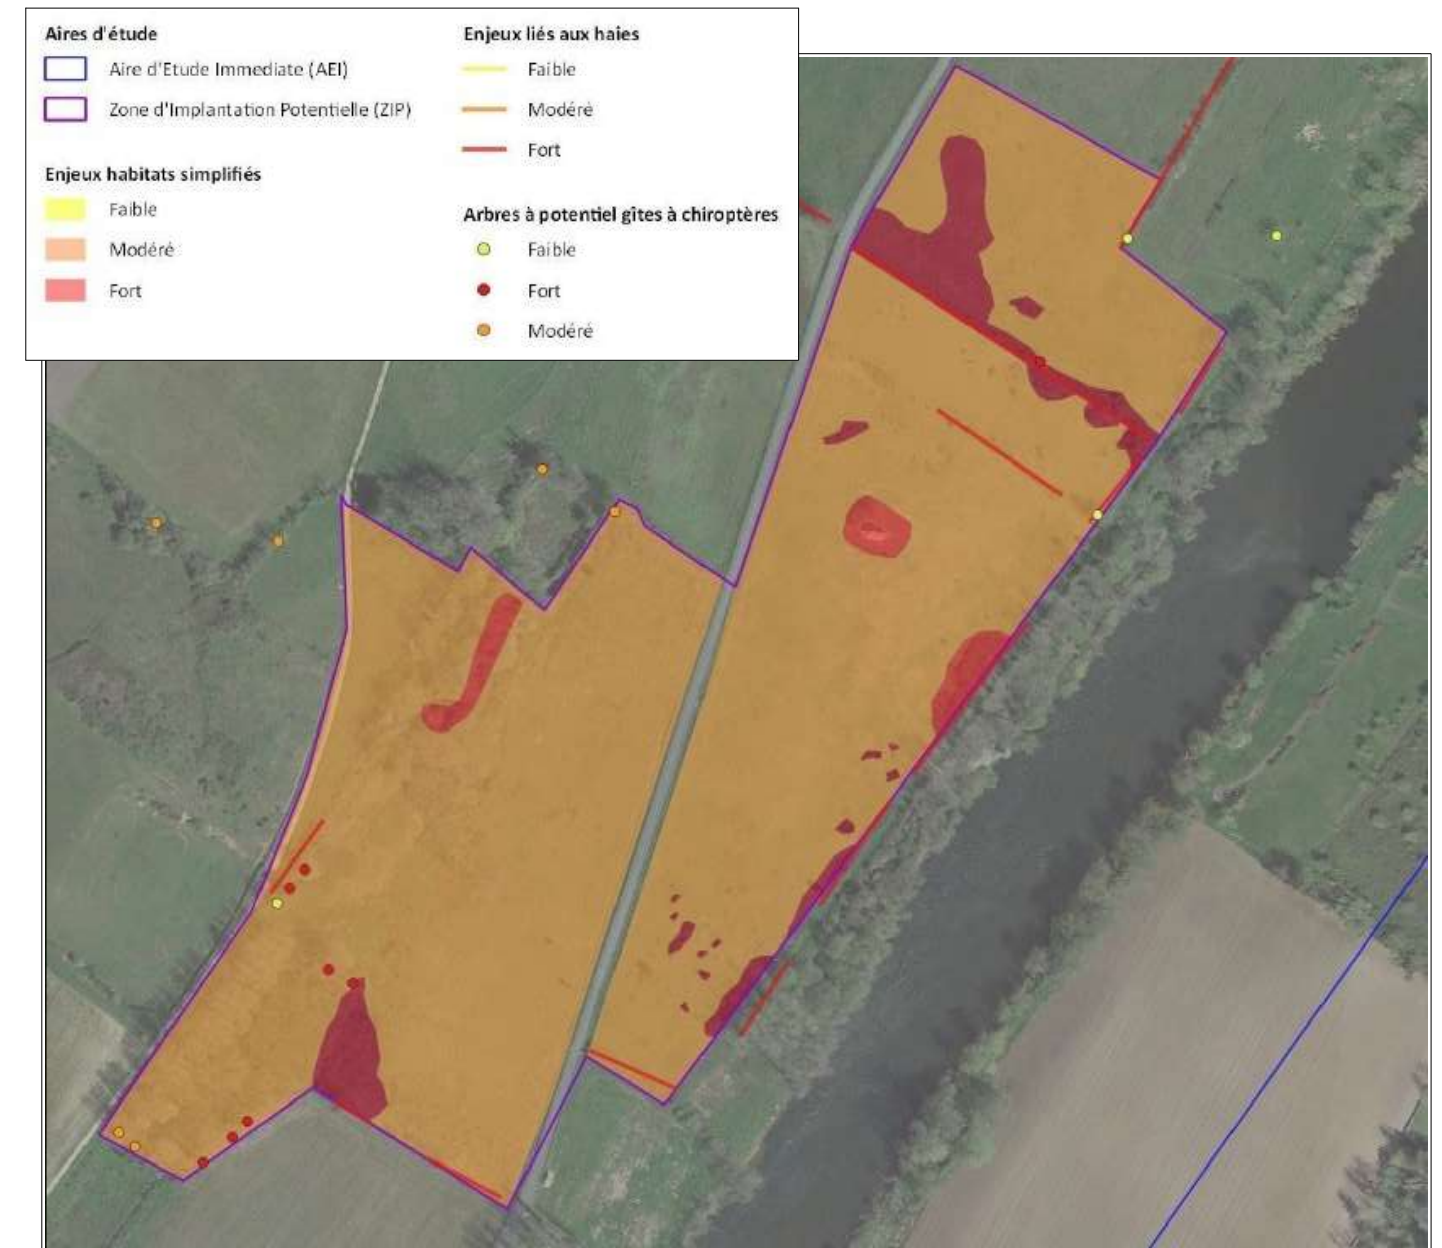 Aires d'étude
Aire d'Etude Immediate (AEI)
Zone d'Implantation Potentielle (ZIP)
Enjeux habitats simplifiés
Faible
Modéré
Fort
Enjeux liés aux haies
Faible
Modéré
Fort
Arbres à potentiel gîtes à chiroptères
Faible
Fort
Modéré